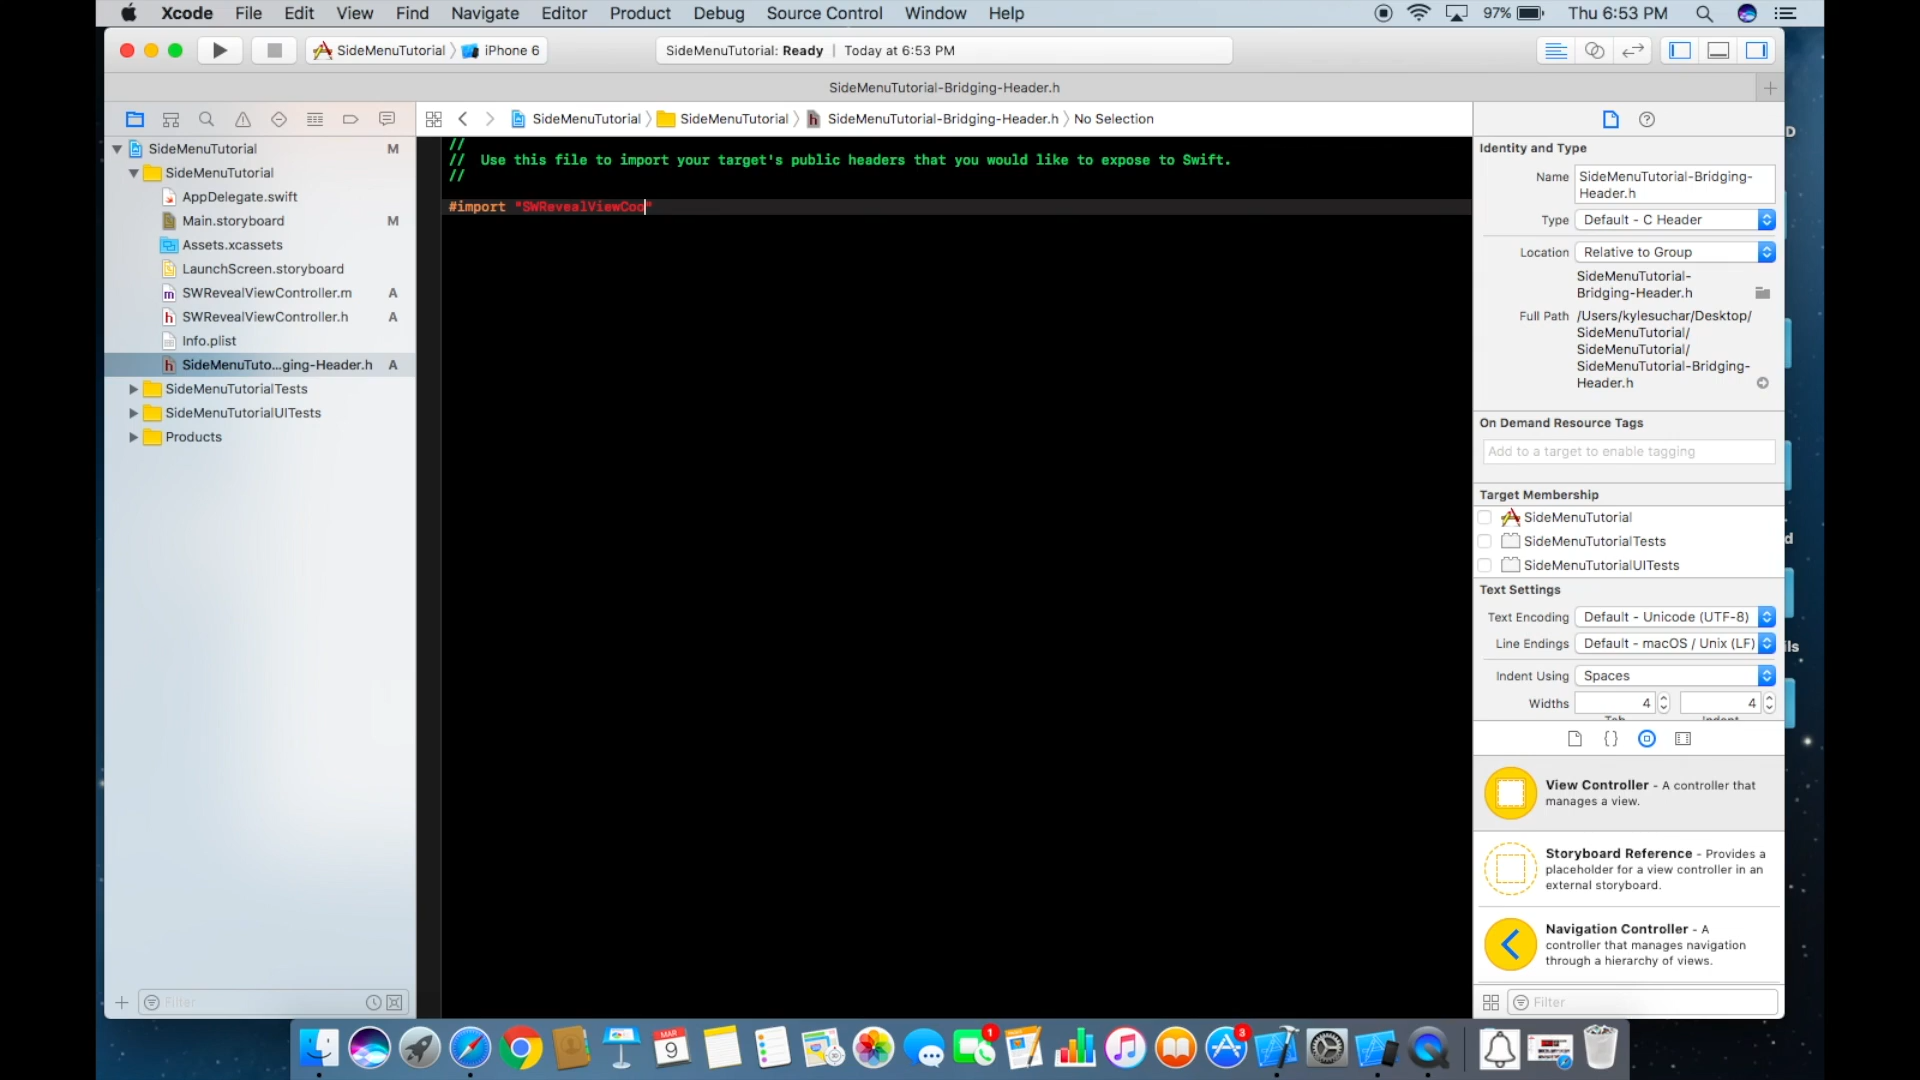 Xcode File Edit View Find Navigate Editor Product Debug Source Control Window Help 97% Thu 6:53 PM
SideMenuTutorial iPhone 6 SideMenuTutorial: Ready | Today at 6:53 PM
SideMenuTutorial-Bridging-Header.h
SideMenuTutorial SideMenuTutorial SideMenuTutorial-Bridging-Header.h No Selection
SideMenuTutorial M
SideMenuTutorial
AppDelegate.swift
Main.storyboard M
Assets.xcassets
LaunchScreen.storyboard
SWRevealViewController.m A
SWRevealViewController.h A
Info.plist
SideMenuTuto...ging-Header.h A
SideMenuTutorialTests
SideMenuTutorialUITests
Products
Filter
//
// Use this file to import your target's public headers that you would like to expose to Swift.
//
#import "SWRevealViewCoo"
Identity and Type
Name SideMenuTutorial-Bridging-
Header.h
Type Default - C Header
Location Relative to Group
SideMenuTutorial-
Bridging-Header.h
Full Path /Users/kylesuchar/Desktop/
SideMenuTutorial/
SideMenuTutorial/
SideMenuTutorial-Bridging-
Header.h
On Demand Resource Tags
Add to a target to enable tagging
Target Membership
SideMenuTutorial
SideMenuTutorialTests
SideMenuTutorialUITests
Text Settings
Text Encoding Default - Unicode (UTF-8)
Line Endings Default - macOS / Unix (LF)
Indent Using Spaces
Widths 4 4
View Controller - A controller that
manages a view.
Storyboard Reference - Provides a
placeholder for a view controller in an
external storyboard.
Navigation Controller - A
controller that manages navigation
through a hierarchy of views.
Filter
D
d
ils
MAR
9
1
3